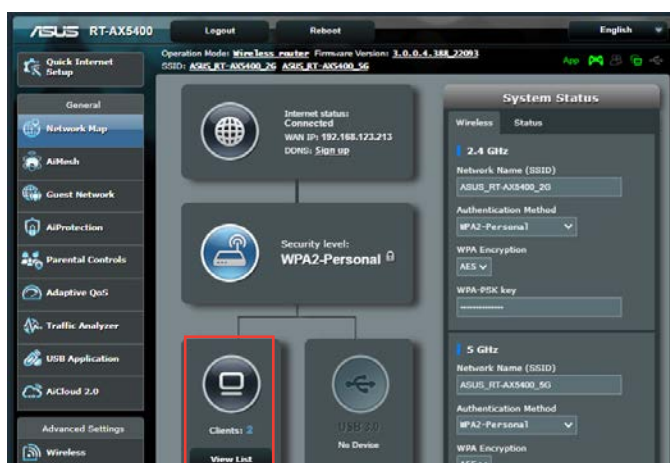 ASUS RT-AX5400 Logout Reboot English
Operation Mode: Wireless router Firmware Version: 3.0.0.4.388_22093
SSID: ASUS_RT-AX5400_2G ASUS_RT-AX5400_5G
App
Quick Internet
Setup
General
Network Map
AiMesh
Guest Network
AiProtection
Parental Controls
Adaptive QoS
Traffic Analyzer
USB Application
AiCloud 2.0
Advanced Settings
Wireless
Internet status:
Connected
WAN IP: 192.168.123.213
DDNS: Sign up
Security level:
WPA2-Personal
Clients: 2
View List
USB 3.0
No Device
System Status
Wireless Status
2.4 GHz
Network Name (SSID)
ASUS_RT-AX5400_2G
Authentication Method
WPA2-Personal
WPA Encryption
AES
WPA-PSK key
5 GHz
Network Name (SSID)
ASUS_RT-AX5400_5G
Authentication Method
WPA2-Personal
WPA Encryption